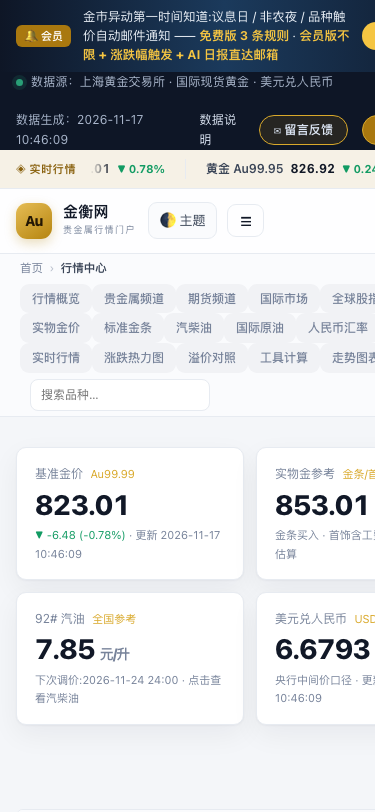 会员
金市异动第一时间知道:议息日 / 非农夜 / 品种触
价自动邮件通知 —— 免费版 3 条规则 · 会员版不
限 + 涨跌幅触发 + AI 日报直达邮箱
数据源: 上海黄金交易所 · 国际现货黄金 · 美元兑人民币
数据生成: 2026-11-17
10:46:09
数据说
明
✉ 留言反馈
◈ 实时行情 .01 ▼ 0.78% 黄金 Au99.95 826.92 ▼ 0.24
Au
金衡网
贵金属行情门户
主题
☰
首页 › 行情中心
行情概览 贵金属频道 期货频道 国际市场 全球股指
实物金价 标准金条 汽柴油 国际原油 人民币汇率
实时行情 涨跌热力图 溢价对照 工具计算 走势图表
搜索品种...
基准金价 Au99.99
823.01
▼ -6.48 (-0.78%) · 更新 2026-11-17
10:46:09
实物金参考 金条/首
853.01
金条买入 · 首饰含工
估算
92# 汽油 全国参考
7.85 元/升
下次调价:2026-11-24 24:00 · 点击查
看汽柴油
美元兑人民币 USD
6.6793
央行中间价口径 · 更
10:46:09